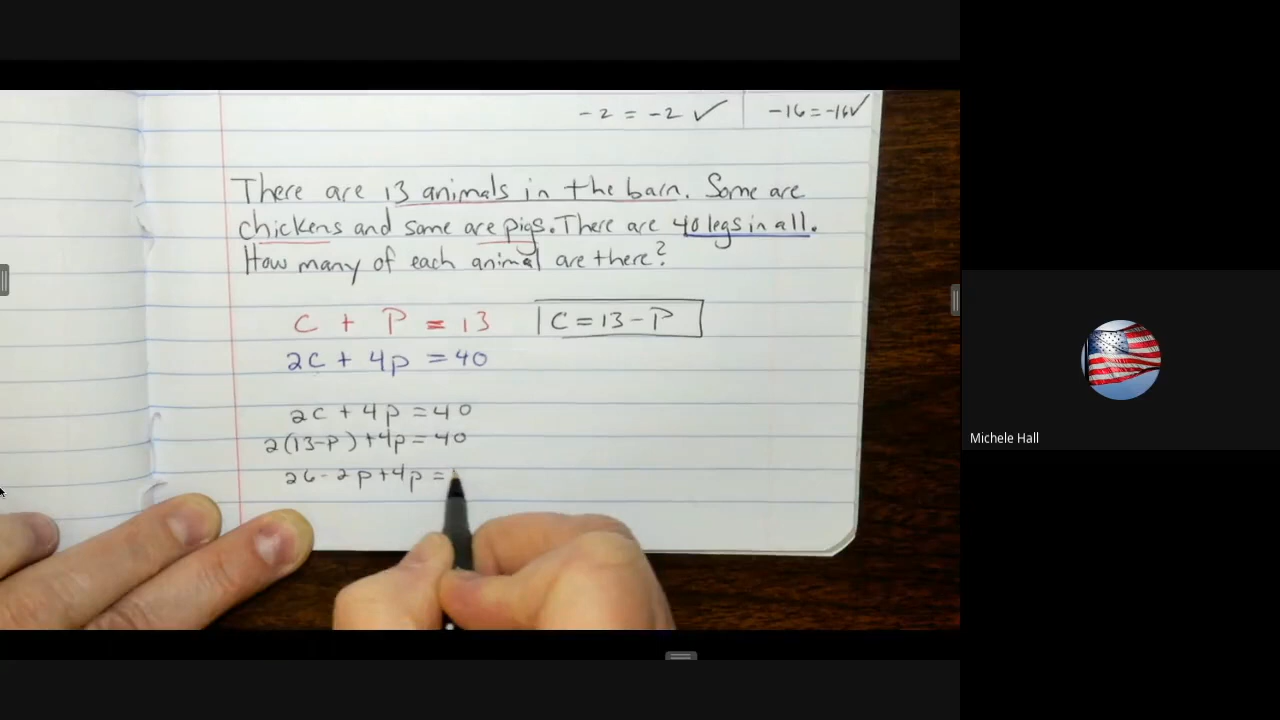 -2 = -2 ✓ -16=-16✓
There are 13 animals in the barn. Some are
chickens and some are pigs. There are 40 legs in all.
How many of each animal are there?
C + P = 13 C = 13 - P
2C + 4p = 40
2C + 4p = 40
2(13-p) + 4p = 40
26 - 2p + 4p =
Michele Hall